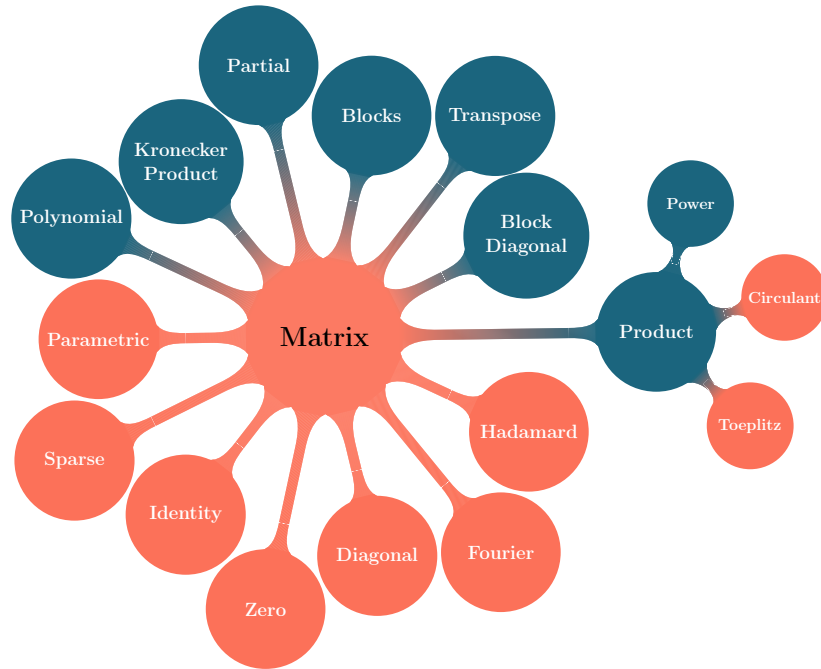 Partial
Blocks
Transpose
Kronecker
Product
Polynomial
Block
Diagonal
Power
Circulant
Product
Matrix
Parametric
Toeplitz
Hadamard
Sparse
Identity
Diagonal
Fourier
Zero